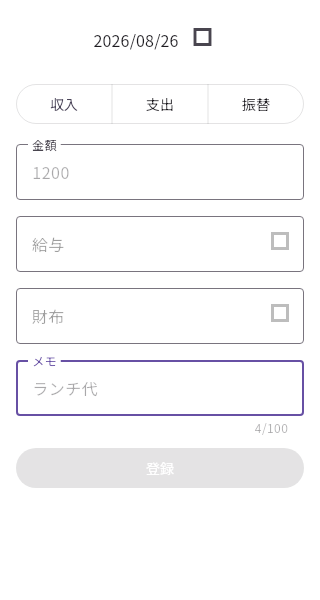 2026/08/26
収入 支出 振替
金額
1200
給与
財布
メモ
ランチ代
4/100
登録